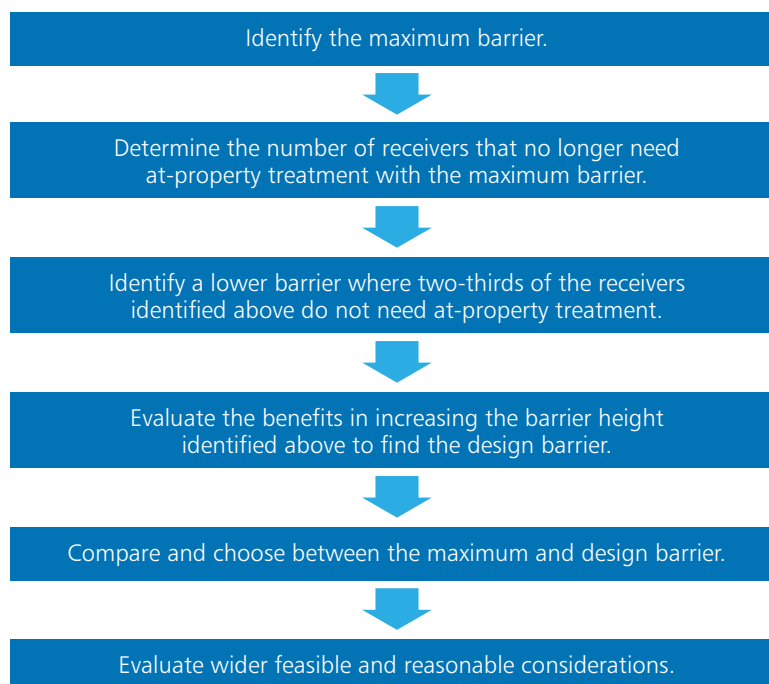 Identify the maximum barrier.
Determine the number of receivers that no longer need
at-property treatment with the maximum barrier.
Identify a lower barrier where two-thirds of the receivers
identified above do not need at-property treatment.
Evaluate the benefits in increasing the barrier height
identified above to find the design barrier.
Compare and choose between the maximum and design barrier.
Evaluate wider feasible and reasonable considerations.